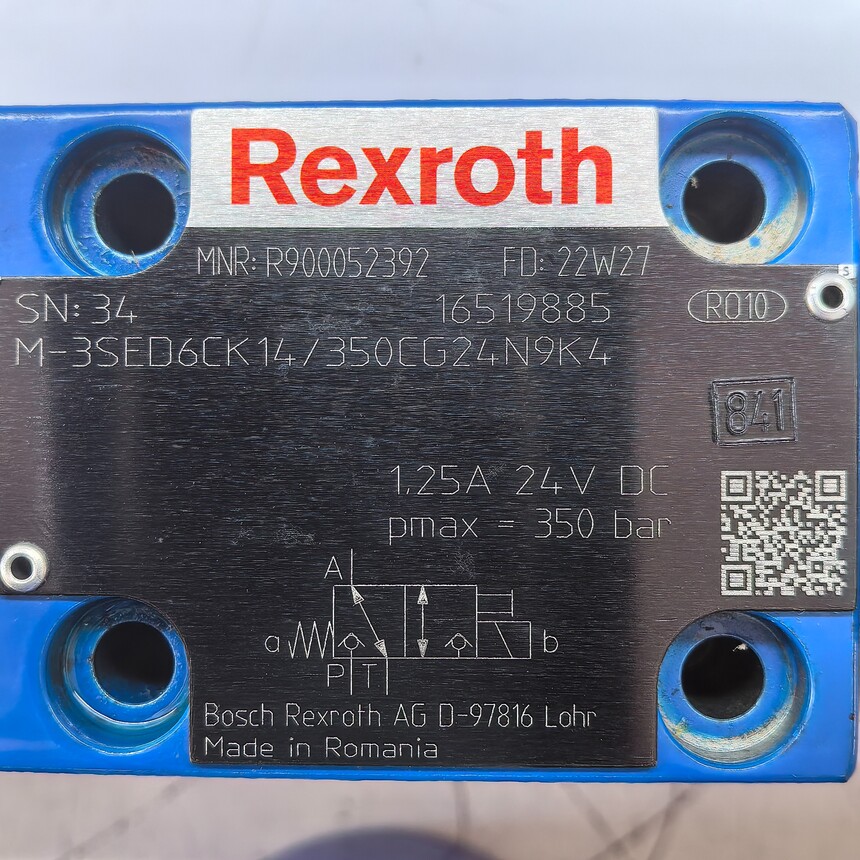 Rexroth
MNR: R900052392 FD: 22W27
S
SN: 34 16519885 RO10
M-3SED6CK14/350CG24N9K4
841
1,25A 24V DC
pmax = 350 bar
A
a b
P T
Bosch Rexroth AG D-97816 Lohr
Made in Romania